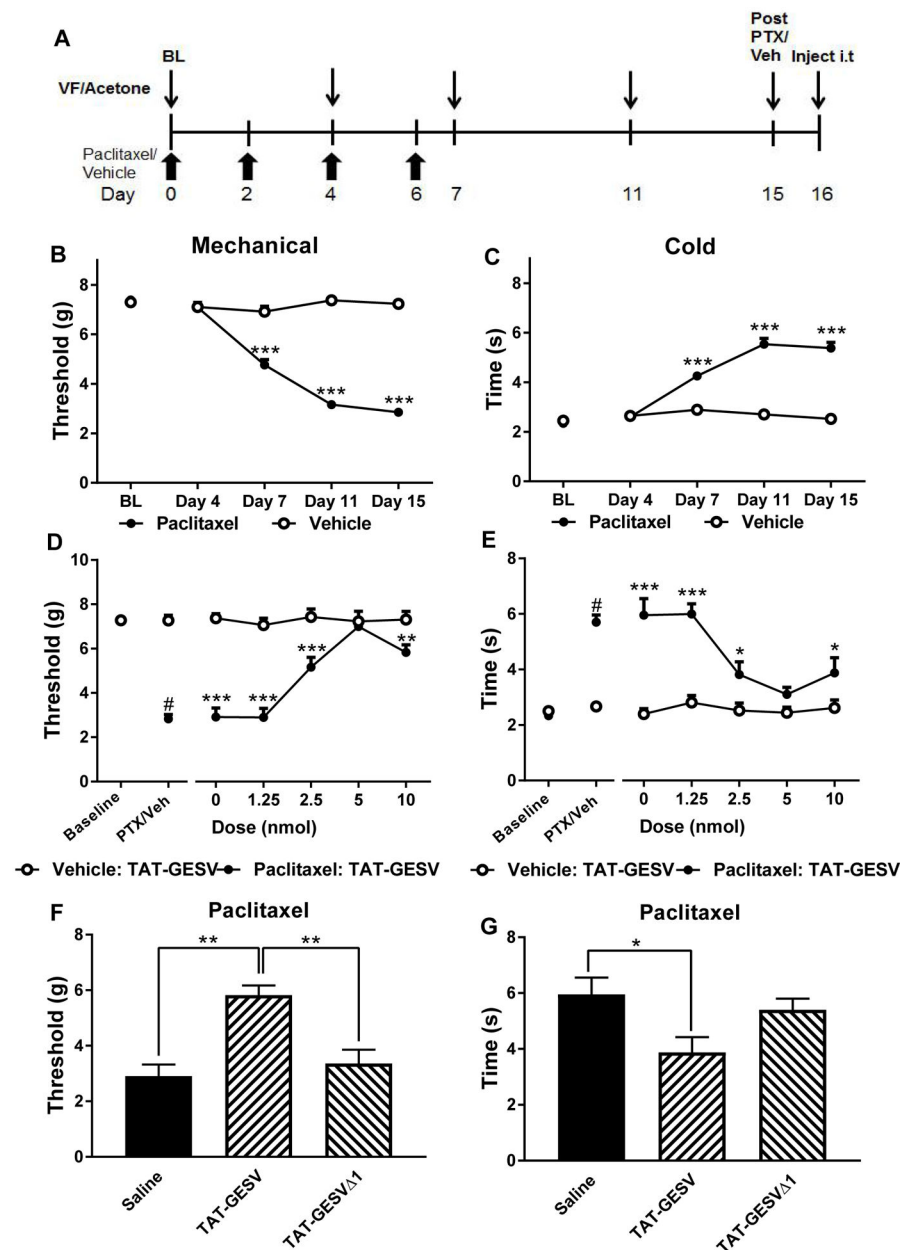 A
BL
Post
PTX/
Veh Inject i.t
VF/Acetone
Paclitaxel/
Vehicle
Day 0 2 4 6 7 11 15 16
B
Mechanical
Threshold (g)
8
6
4
2
0
***
***
***
BL Day 4 Day 7 Day 11 Day 15
Paclitaxel Vehicle
C
Cold
Time (s)
8
6
4
2
0
***
***
***
BL Day 4 Day 7 Day 11 Day 15
Paclitaxel Vehicle
D
Threshold (g)
10
8
6
4
2
0
#
***
***
***
**
Baseline PTX/Veh 0 1.25 2.5 5 10
Dose (nmol)
Vehicle: TAT-GESV Paclitaxel: TAT-GESV
E
Time (s)
8
6
4
2
0
#
***
***
*
*
Baseline PTX/Veh 0 1.25 2.5 5 10
Dose (nmol)
Vehicle: TAT-GESV Paclitaxel: TAT-GESV
F
Paclitaxel
Threshold (g)
8
6
4
2
0
** **
Saline TAT-GESV TAT-GESVΔ1
G
Paclitaxel
Time (s)
8
6
4
2
0
*
Saline TAT-GESV TAT-GESVΔ1